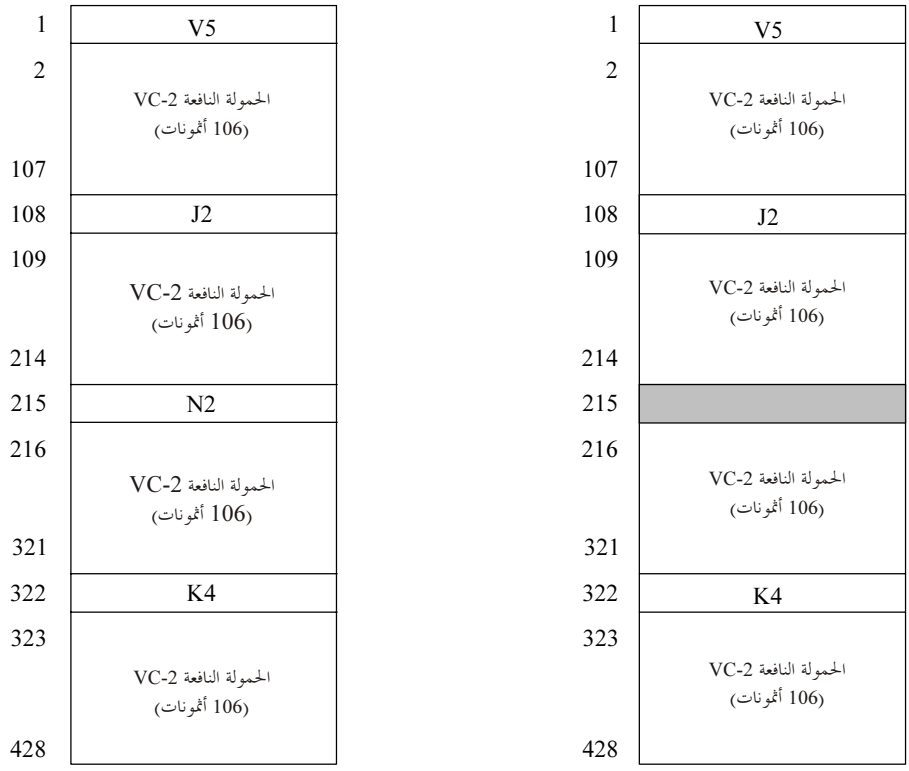 1
V5
2
الحمولة النافعة VC-2
(106 أثمونات)
107
108
J2
109
الحمولة النافعة VC-2
(106 أثمونات)
214
215
N2
216
الحمولة النافعة VC-2
(106 أثمونات)
321
322
K4
323
الحمولة النافعة VC-2
(106 أثمونات)
428
1
V5
2
الحمولة النافعة VC-2
(106 أثمونات)
107
108
J2
109
الحمولة النافعة VC-2
(106 أثمونات)
214
215
216
الحمولة النافعة VC-2
(106 أثمونات)
321
322
K4
323
الحمولة النافعة VC-2
(106 أثمونات)
428